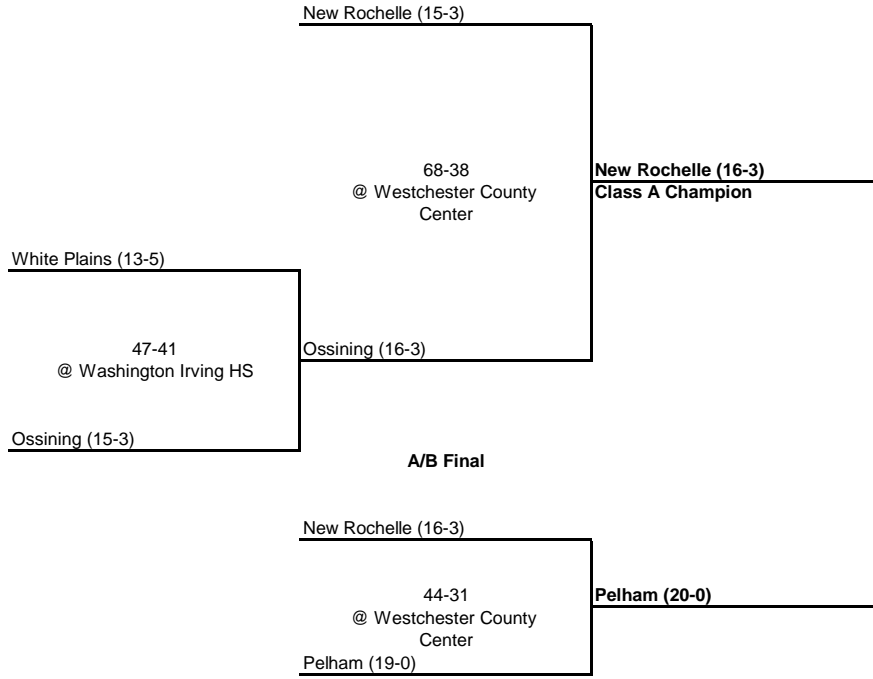 New Rochelle (15-3)
68-38
@ Westchester County
Center
New Rochelle (16-3)
Class A Champion
White Plains (13-5)
47-41
@ Washington Irving HS
Ossining (16-3)
Ossining (15-3)
A/B Final
New Rochelle (16-3)
44-31
@ Westchester County
Center
Pelham (20-0)
Pelham (19-0)